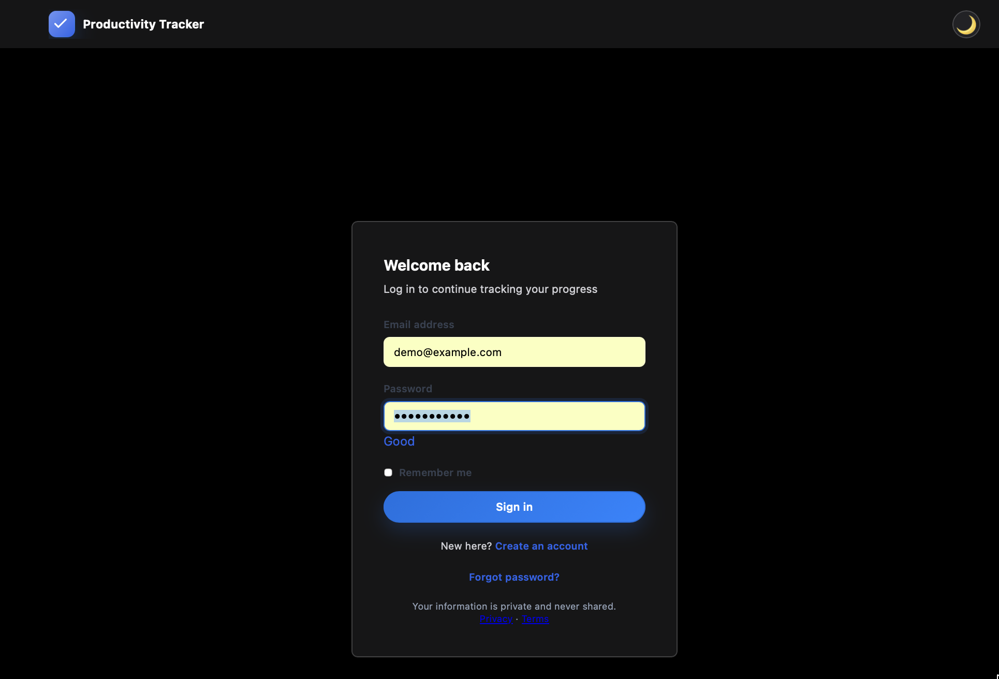 Productivity Tracker
Welcome back
Log in to continue tracking your progress
Email address
demo@example.com
Password
•••••••••••
Good
Remember me
Sign in
New here? Create an account
Forgot password?
Your information is private and never shared.
Privacy · Terms